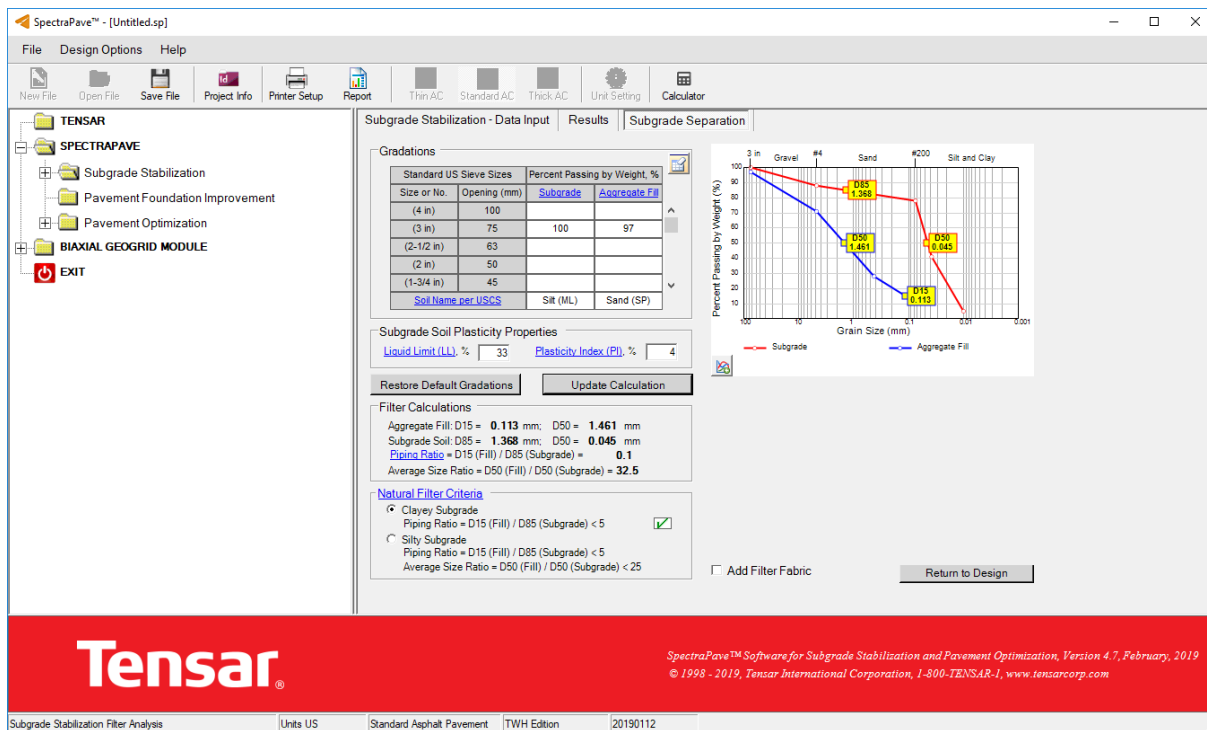 SpectraPave™ - [Untitled.sp]
File Design Options Help
New File Open File Save File Project Info Printer Setup Report Thin AC Standard AC Thick AC Unit Setting Calculator
TENSAR
SPECTRAPAVE
Subgrade Stabilization
Pavement Foundation Improvement
Pavement Optimization
BIAXIAL GEOGRID MODULE
EXIT
Subgrade Stabilization - Data Input Results Subgrade Separation
Gradations
Standard US Sieve Sizes Percent Passing by Weight, %
Size or No. Opening (mm) Subgrade Aggregate Fill
(4 in) 100
(3 in) 75 100 97
(2-1/2 in) 63
(2 in) 50
(1-3/4 in) 45
Soil Name per USCS Silt (ML) Sand (SP)
Subgrade Soil Plasticity Properties
Liquid Limit (LL), % 33 Plasticity Index (PI), % 4
Restore Default Gradations Update Calculation
Filter Calculations
Aggregate Fill: D15 = 0.113 mm; D50 = 1.461 mm
Subgrade Soil: D85 = 1.368 mm; D50 = 0.045 mm
Piping Ratio = D15 (Fill) / D85 (Subgrade) = 0.1
Average Size Ratio = D50 (Fill) / D50 (Subgrade) = 32.5
Natural Filter Criteria
Clayey Subgrade
Piping Ratio = D15 (Fill) / D85 (Subgrade) < 5
Silty Subgrade
Piping Ratio = D15 (Fill) / D85 (Subgrade) < 5
Average Size Ratio = D50 (Fill) / D50 (Subgrade) < 25
3 in Gravel #4 Sand #200 Silt and Clay
Percent Passing by Weight (%)
100
90
80
70
60
50
40
30
20
10
D85
1.368
D50
1.461
D50
0.045
D15
0.113
100 10 1 0.1 0.01 0.001
Grain Size (mm)
Subgrade Aggregate Fill
Add Filter Fabric Return to Design
Tensar®
SpectraPave™ Software for Subgrade Stabilization and Pavement Optimization, Version 4.7, February, 2019
© 1998 - 2019, Tensar International Corporation, 1-800-TENSAR-1, www.tensarcorp.com
Subgrade Stabilization Filter Analysis Units US Standard Asphalt Pavement TWH Edition 20190112